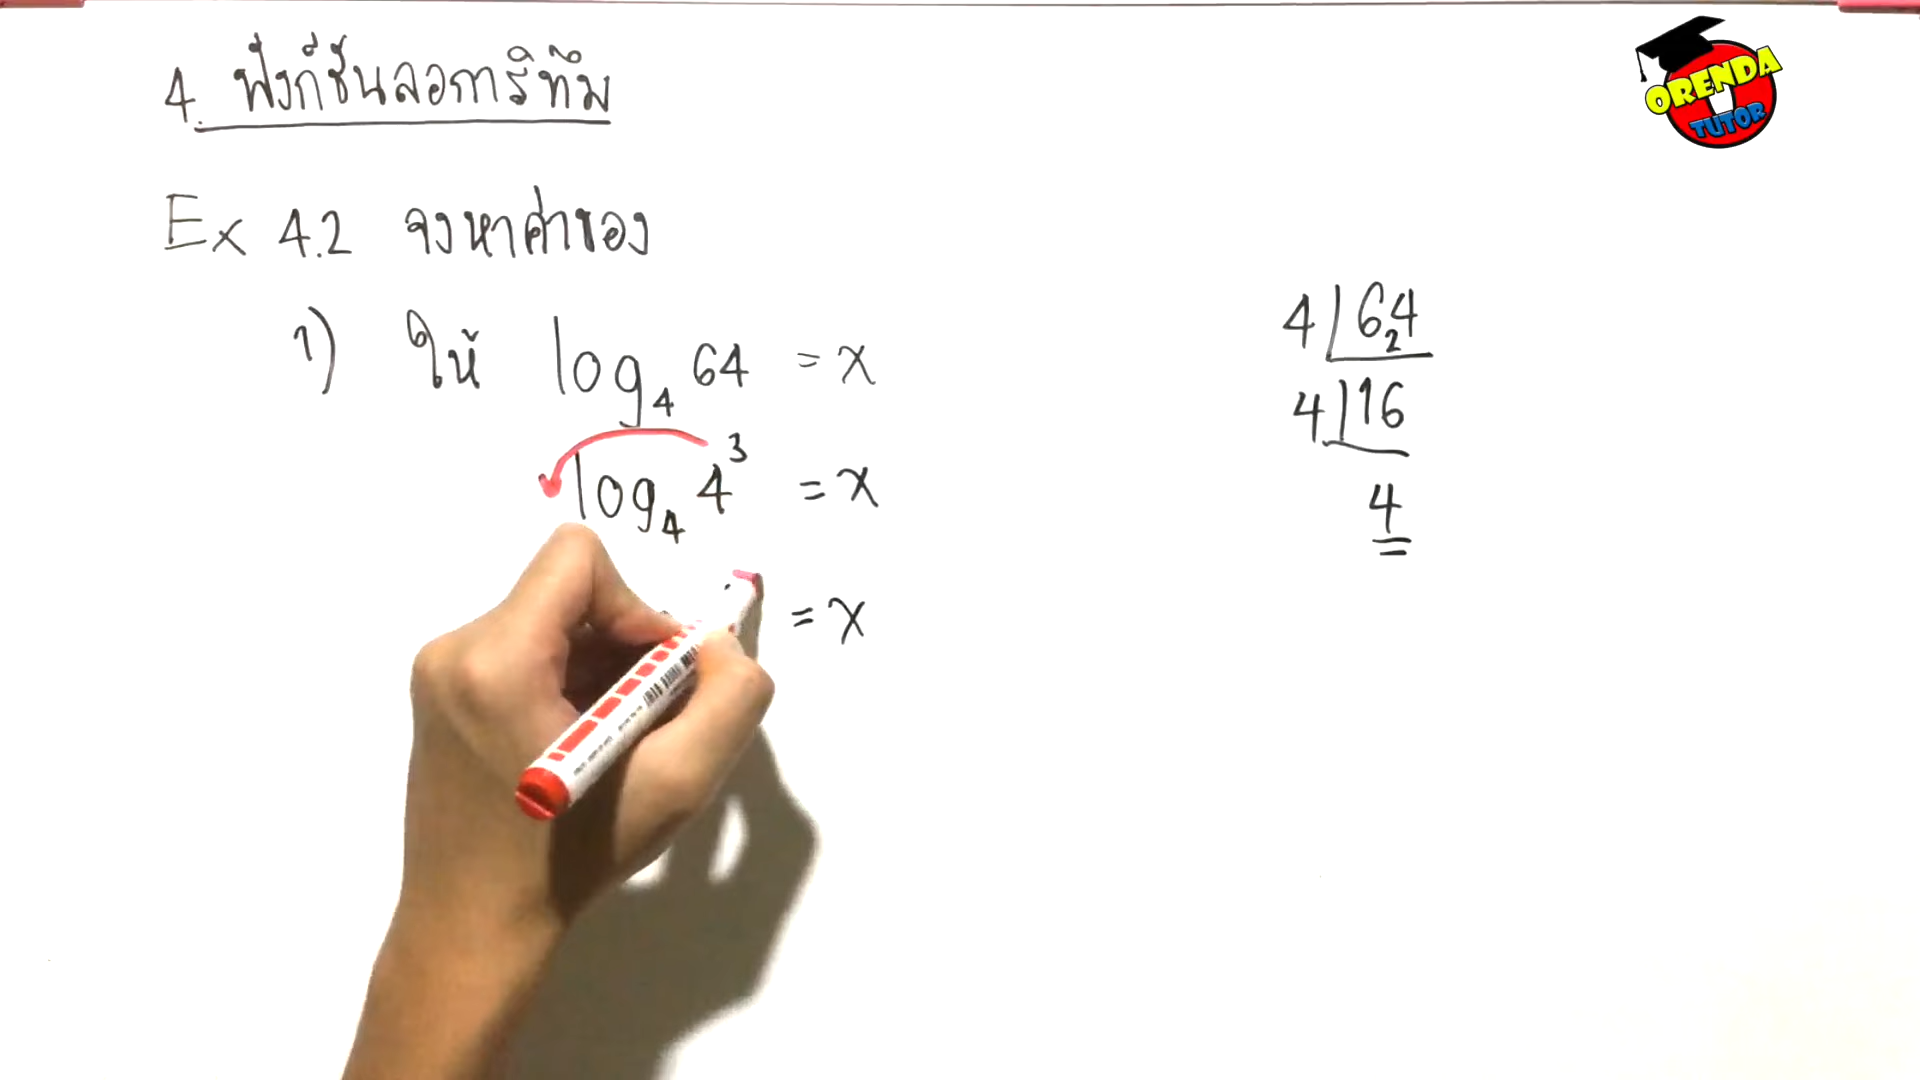 4. ฟังก์ชันลอการิทึม
ORENDA
TUTOR
Ex 4.2 จงหาค่าของ
1) ให้ log₄ 64 = x
log₄ 4³ = x
= x
4 64
2
4 16
4